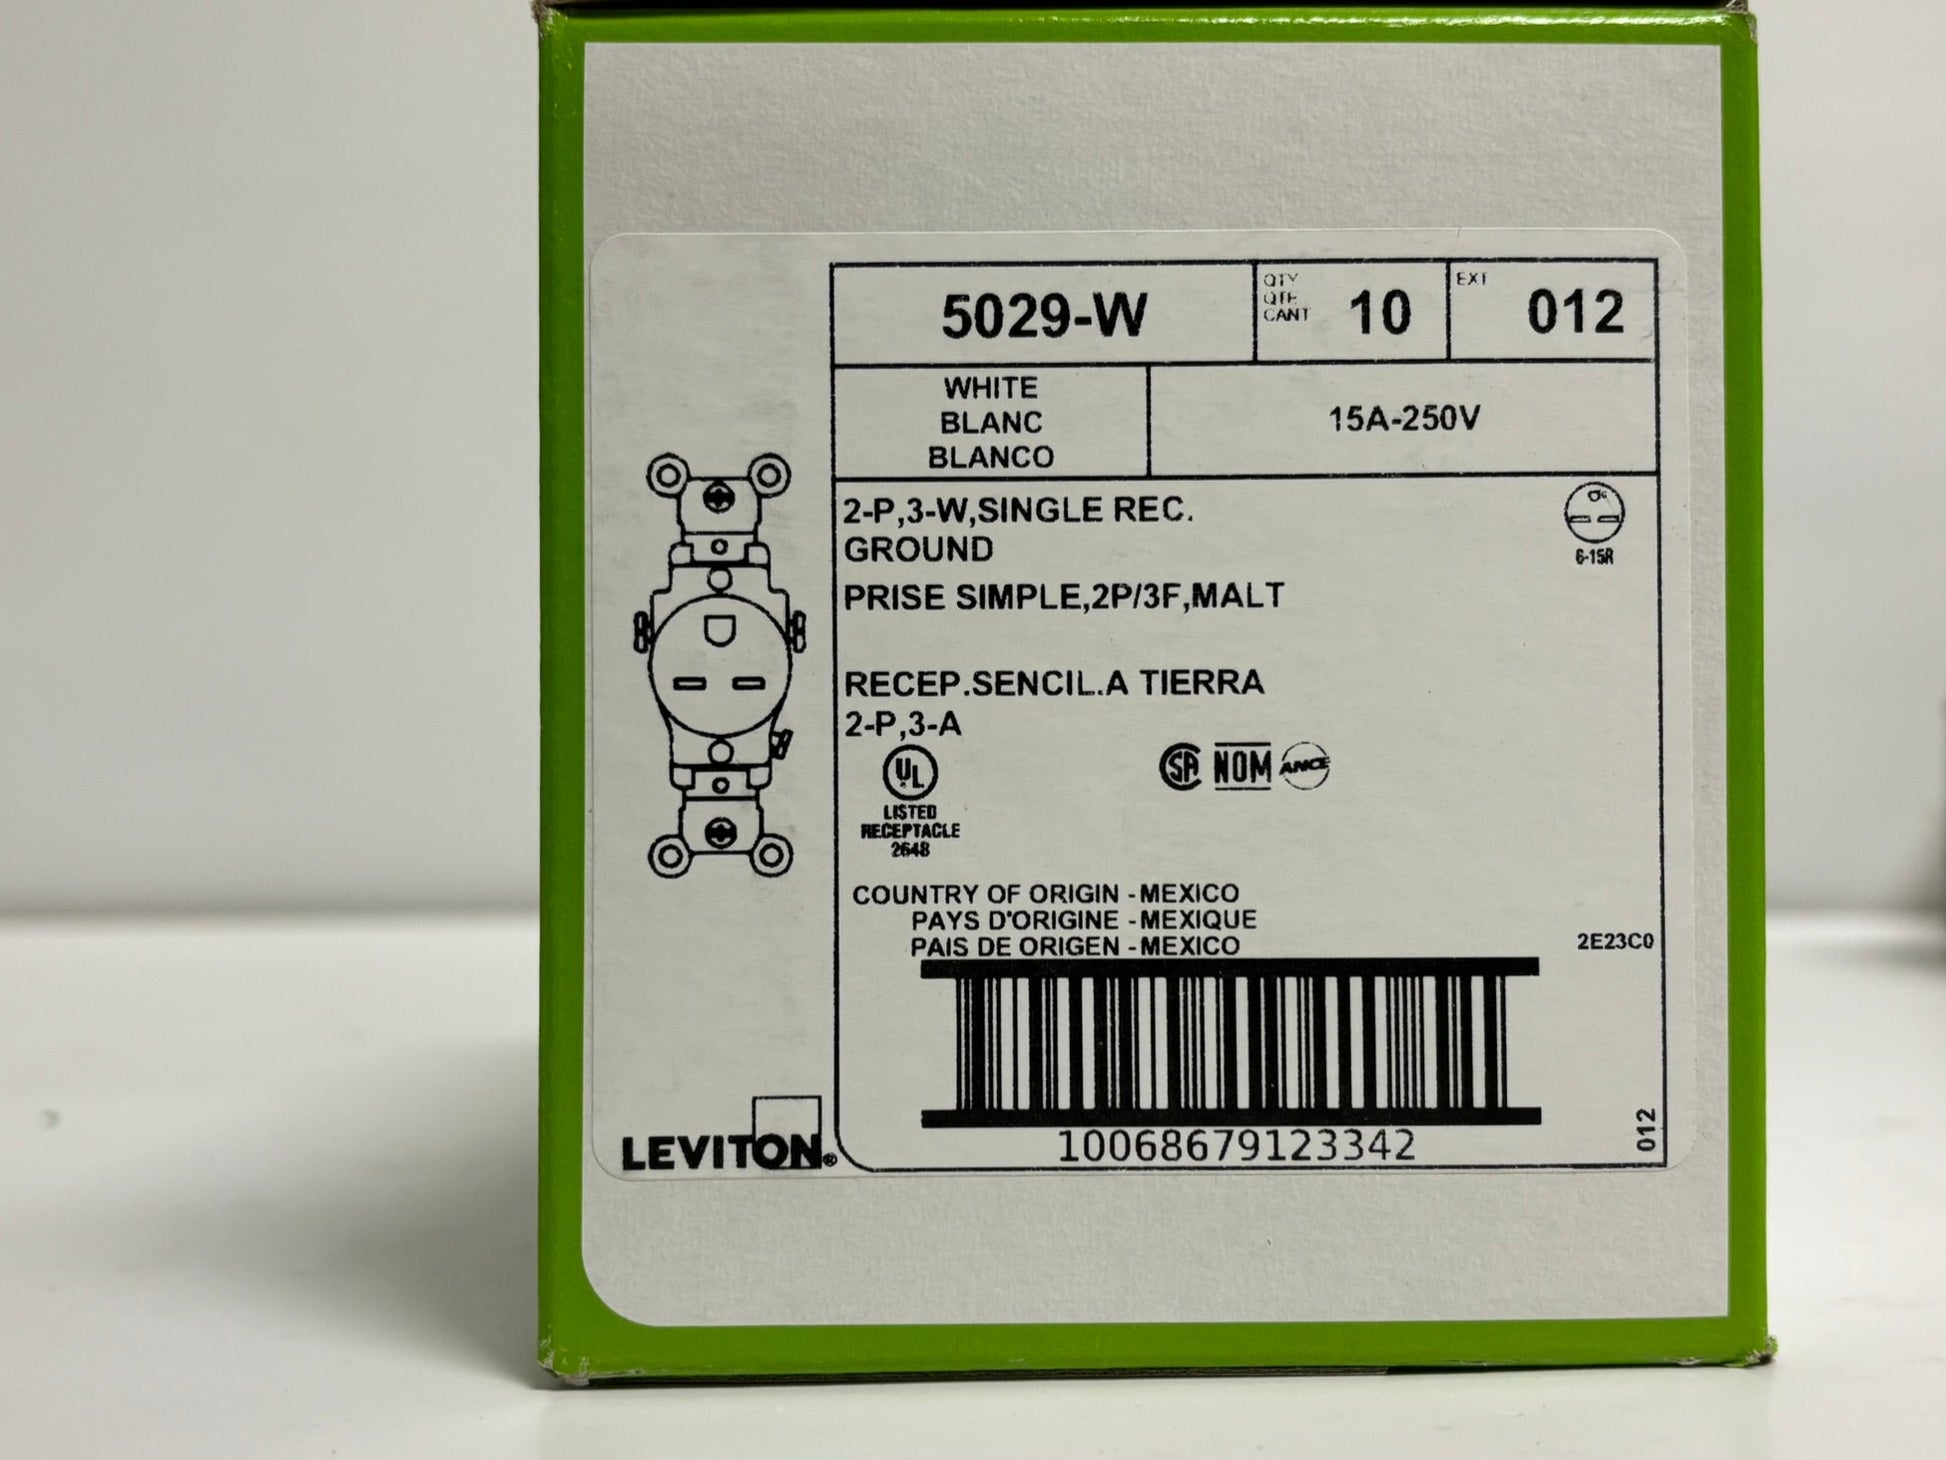 5029-W
QTY
QTE
CANT
10
EXT
012
WHITE
BLANC
BLANCO
15A-250V
2-P,3-W,SINGLE REC.
GROUND
G
6-15R
PRISE SIMPLE,2P/3F,MALT
RECEP.SENCIL.A TIERRA
2-P,3-A
UL
LISTED
RECEPTACLE
2648
SA NOM ANCE
COUNTRY OF ORIGIN - MEXICO
PAYS D'ORIGINE - MEXIQUE
PAIS DE ORIGEN - MEXICO
2E23C0
10068679123342
012
LEVITON®